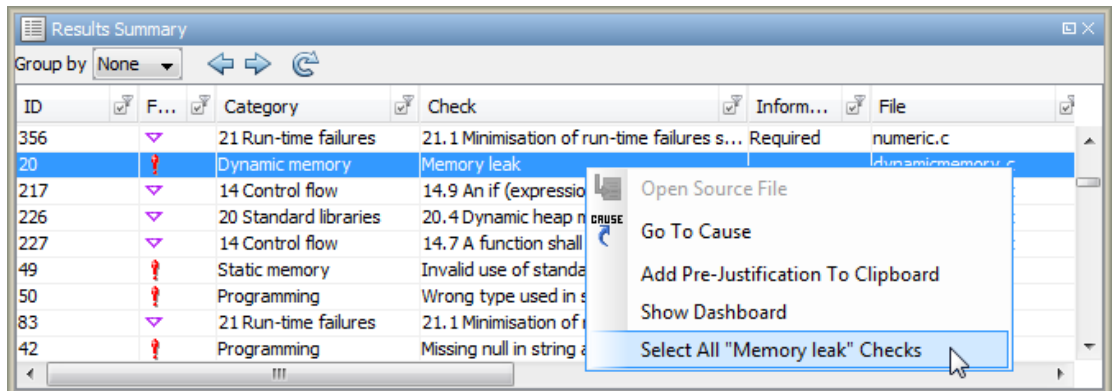 Results Summary
Group by None
ID F... Category Check Inform... File
356 21 Run-time failures 21.1 Minimisation of run-time failures s... Required numeric.c
20 Dynamic memory Memory leak dynamicmemory.c
217 14 Control flow 14.9 An if (expressio
Open Source File
226 20 Standard libraries 20.4 Dynamic heap m
CAUSE
Go To Cause
227 14 Control flow 14.7 A function shall
49 Static memory Invalid use of standa
Add Pre-Justification To Clipboard
50 Programming Wrong type used in s
Show Dashboard
83 21 Run-time failures 21.1 Minimisation of
42 Programming Missing null in string a
Select All "Memory leak" Checks